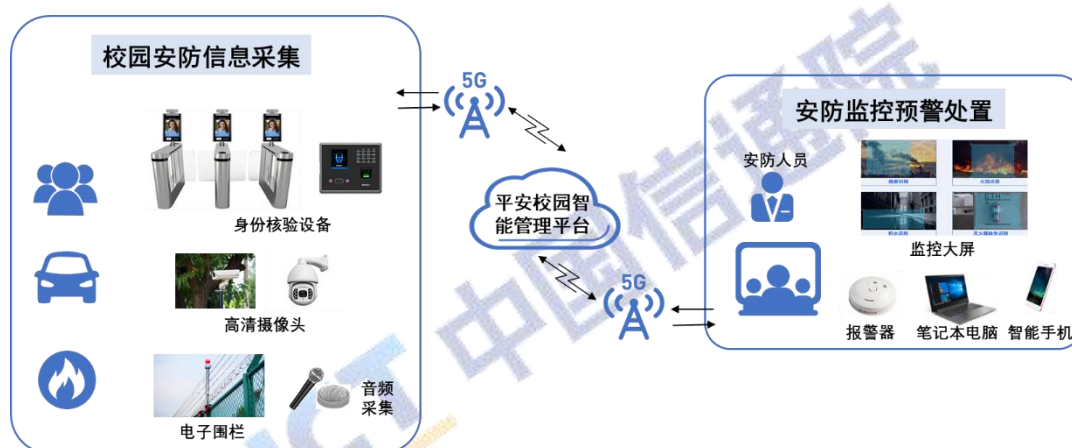 校园安防信息采集
5G
安防监控预警处置
安防人员
身份核验设备
平安校园智
能管理平台
监控大屏
高清摄像头
5G
报警器
笔记本电脑
智能手机
音频
采集
电子围栏
中国信通院